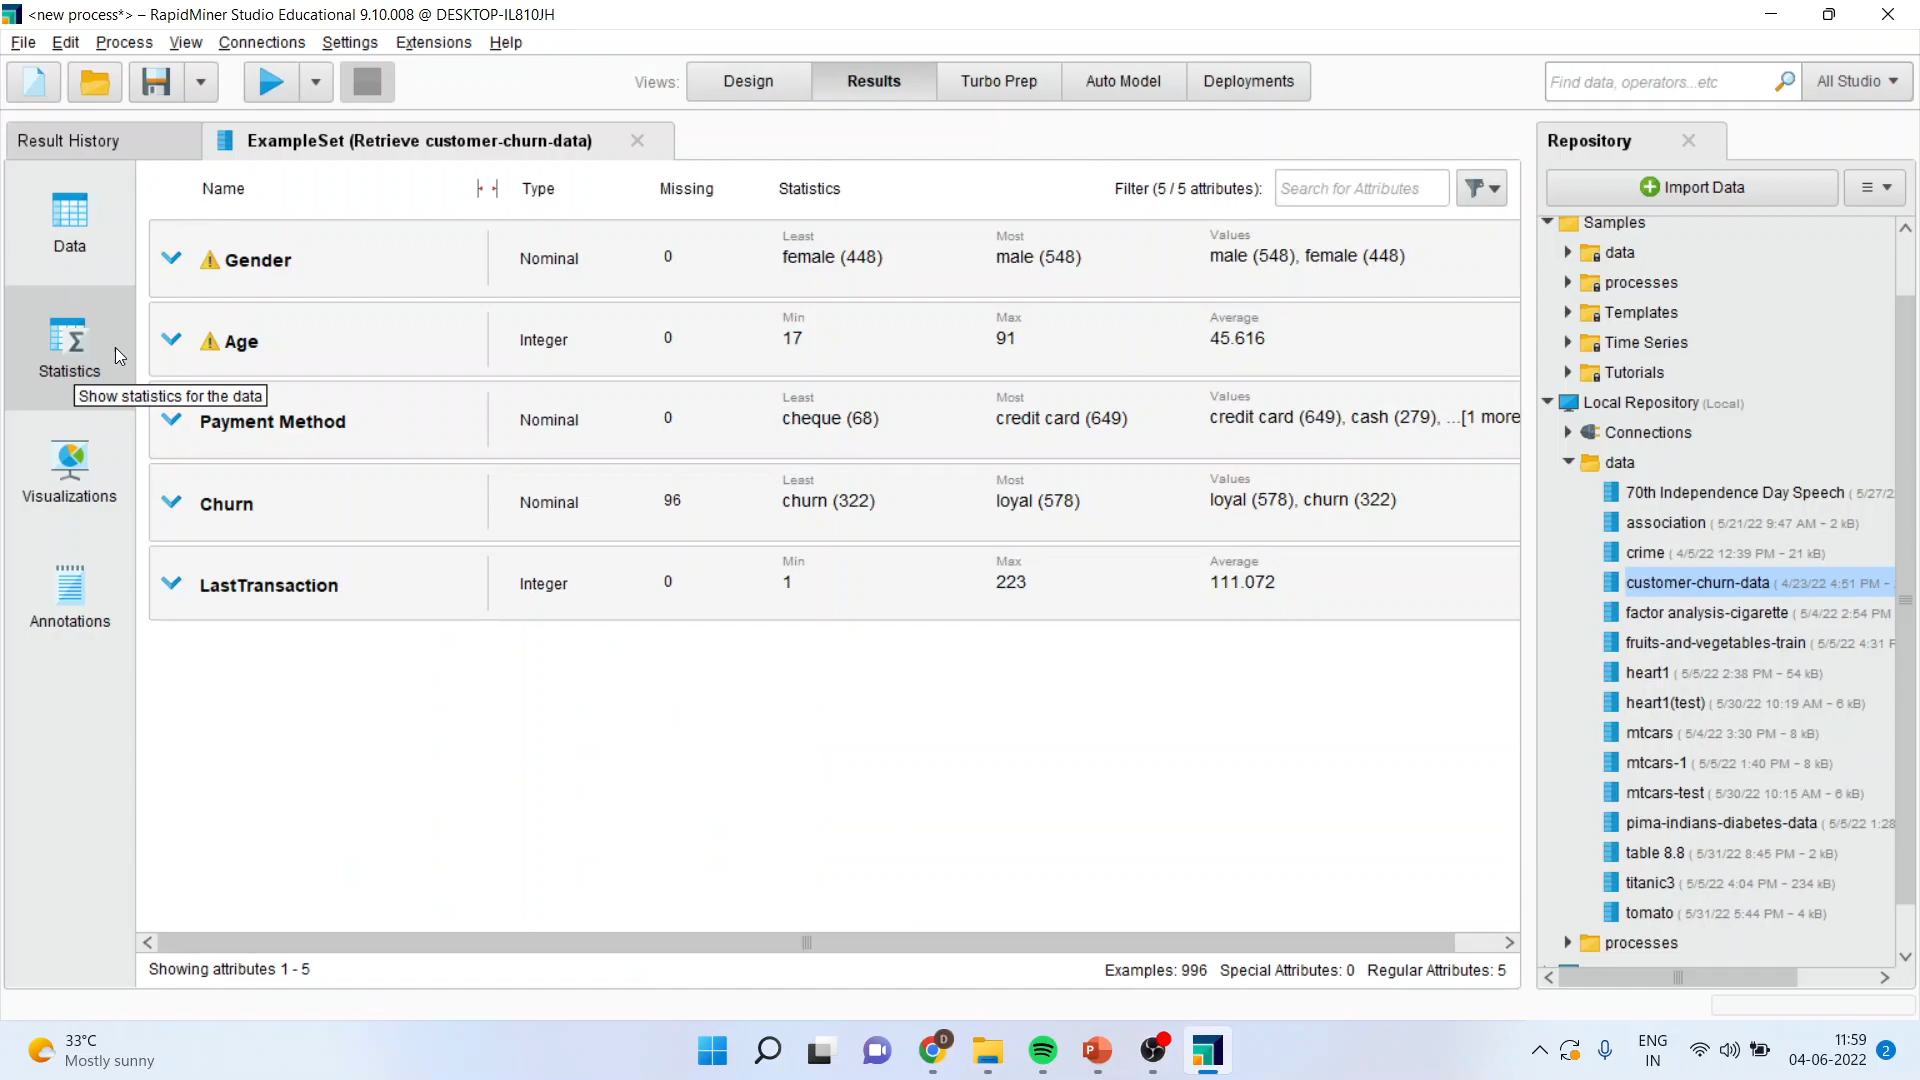 <new process*> – RapidMiner Studio Educational 9.10.008 @ DESKTOP-IL810JH
File Edit Process View Connections Settings Extensions Help
Views: Design Results Turbo Prep Auto Model Deployments
Find data, operators...etc All Studio
Result History
ExampleSet (Retrieve customer-churn-data)
Repository
Name Type Missing Statistics Filter (5 / 5 attributes): Search for Attributes
Import Data
Data
Statistics
Show statistics for the data
Visualizations
Annotations
Least Most Values
Gender Nominal 0 female (448) male (548) male (548), female (448)
Min Max Average
Age Integer 0 17 91 45.616
Least Most Values
Payment Method Nominal 0 cheque (68) credit card (649) credit card (649), cash (279), ...[1 more
Least Most Values
Churn Nominal 96 churn (322) loyal (578) loyal (578), churn (322)
Min Max Average
LastTransaction Integer 0 1 223 111.072
Samples
data
processes
Templates
Time Series
Tutorials
Local Repository (Local)
Connections
data
70th Independence Day Speech ( 5/27/2
association ( 5/21/22 9:47 AM – 2 kB)
crime ( 4/5/22 12:39 PM – 21 kB)
customer-churn-data ( 4/23/22 4:51 PM –
factor analysis-cigarette ( 5/4/22 2:54 PM
fruits-and-vegetables-train ( 5/5/22 4:31 P
heart1 ( 5/5/22 2:38 PM – 54 kB)
heart1(test) ( 5/30/22 10:19 AM – 6 kB)
mtcars ( 5/4/22 3:30 PM – 8 kB)
mtcars-1 ( 5/5/22 1:40 PM – 8 kB)
mtcars-test ( 5/30/22 10:15 AM – 6 kB)
pima-indians-diabetes-data ( 5/5/22 1:28
table 8.8 ( 5/31/22 8:45 PM – 2 kB)
titanic3 ( 5/5/22 4:04 PM – 234 kB)
tomato ( 5/31/22 5:44 PM – 4 kB)
processes
Showing attributes 1 - 5
Examples: 996 Special Attributes: 0 Regular Attributes: 5
33°C
Mostly sunny
D
P
ENG
IN
11:59
04-06-2022
2